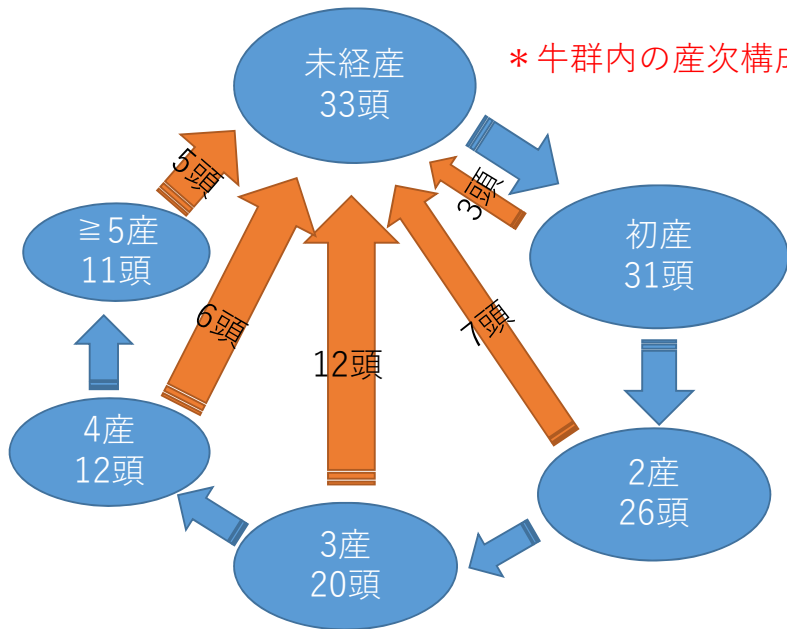 ＊牛群内の産次構成
未経産
33頭
初産
31頭
2産
26頭
3産
20頭
4産
12頭
≧5産
11頭
5頭
6頭
12頭
7頭
3頭